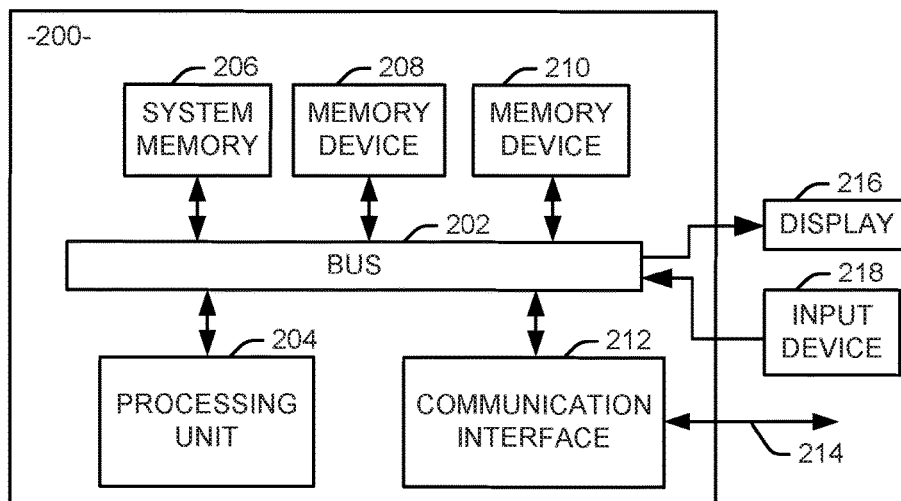 -200-
206
208
210
SYSTEM
MEMORY
MEMORY
DEVICE
MEMORY
DEVICE
216
DISPLAY
202
BUS
218
INPUT
DEVICE
204
212
PROCESSING
UNIT
COMMUNICATION
INTERFACE
214